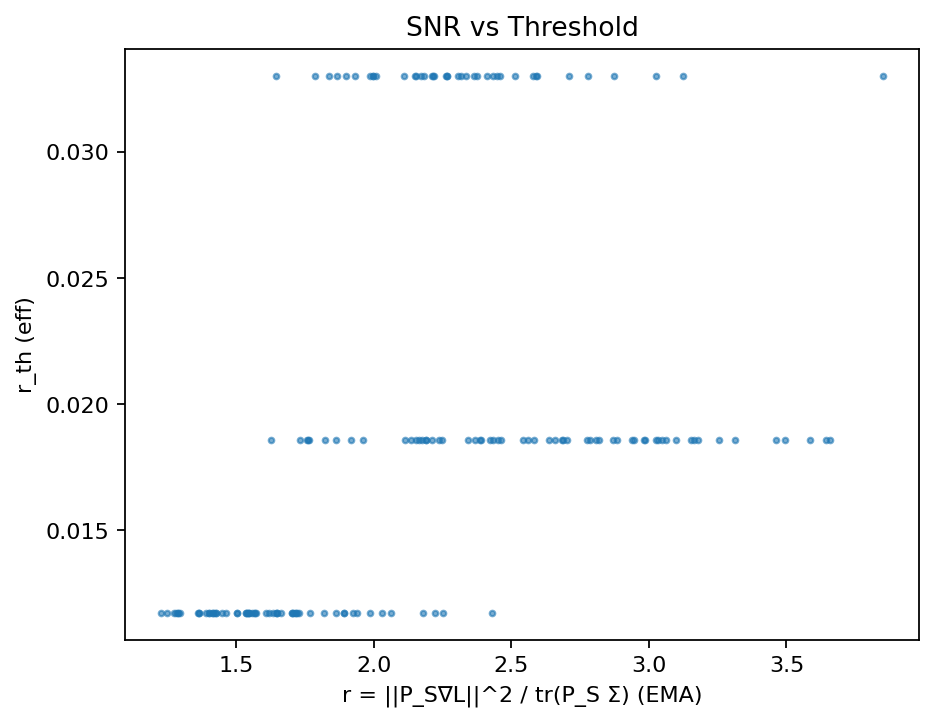 SNR vs Threshold
r_th (eff)
0.030
0.025
0.020
0.015
1.5 2.0 2.5 3.0 3.5
r = ||P_S∇L||^2 / tr(P_S Σ) (EMA)